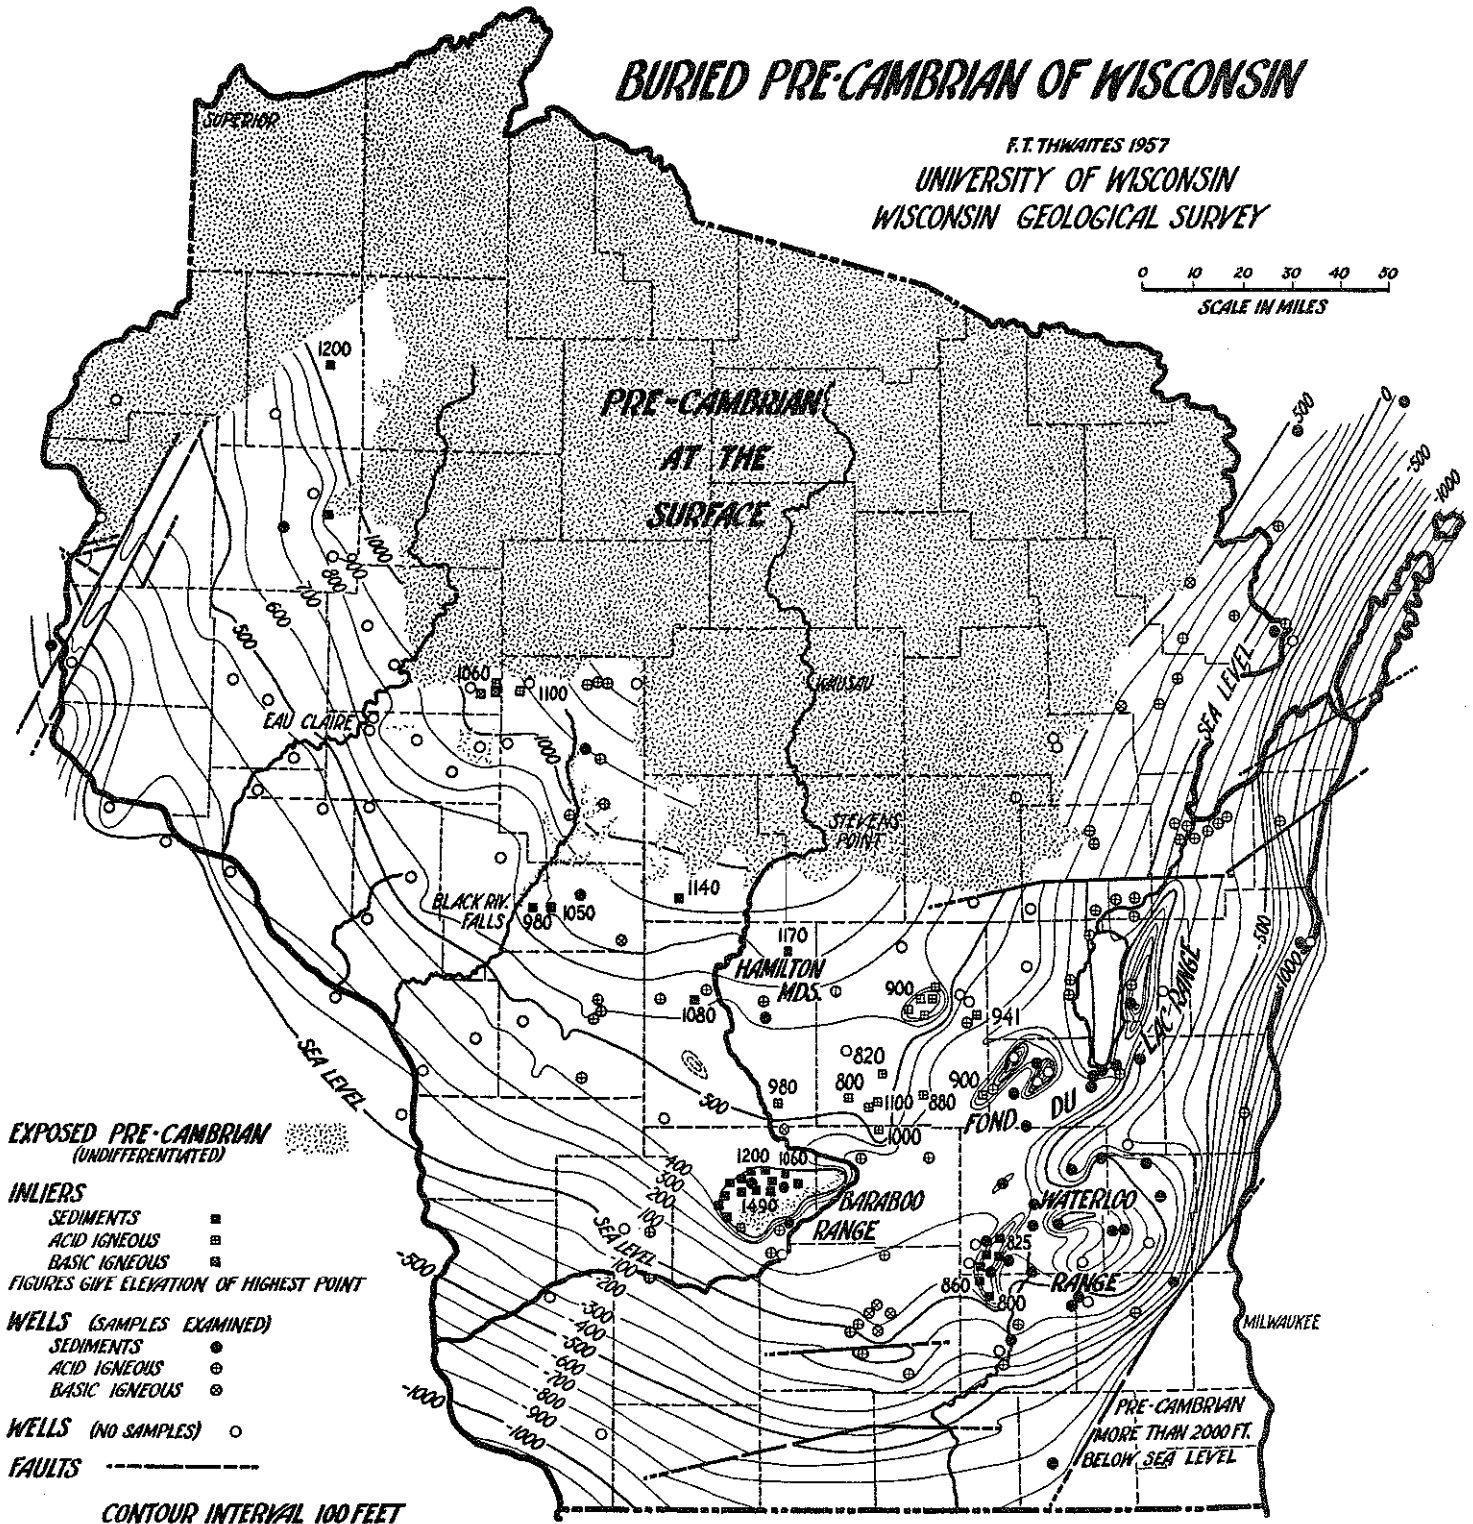 BURIED PRE-CAMBRIAN OF WISCONSIN
F.T. THWAITES 1957
UNIVERSITY OF WISCONSIN
WISCONSIN GEOLOGICAL SURVEY
0 10 20 30 40 50
SCALE IN MILES
SUPERIOR
1200
PRE-CAMBRIAN
AT THE
SURFACE
500
0
-500
-1000
1000
800
700
600
500
1060
1100
EAU CLAIRE
WAUSAU
SEA LEVEL
1000
STEVENS
POINT
1140
BLACK RIV.
FALLS
980
1050
1170
HAMILTON
MDS.
1080
900
941
-500
-1000
FOND DU LAC RANGE
SEA LEVEL
820
980
800
1100
880
900
500
1000
400
300
200
100
1200
1060
1490
BARABOO
RANGE
WATERLOO
RANGE
825
860
800
SEA LEVEL
-100
-200
-300
-400
-500
-600
-700
-800
-900
-1000
-500
-1000
MILWAUKEE
PRE-CAMBRIAN
MORE THAN 2000 FT.
BELOW SEA LEVEL
EXPOSED PRE-CAMBRIAN
(UNDIFFERENTIATED)
INLIERS
SEDIMENTS
ACID IGNEOUS
BASIC IGNEOUS
FIGURES GIVE ELEVATION OF HIGHEST POINT
WELLS (SAMPLES EXAMINED)
SEDIMENTS
ACID IGNEOUS
BASIC IGNEOUS
WELLS (NO SAMPLES)
FAULTS
CONTOUR INTERVAL 100 FEET